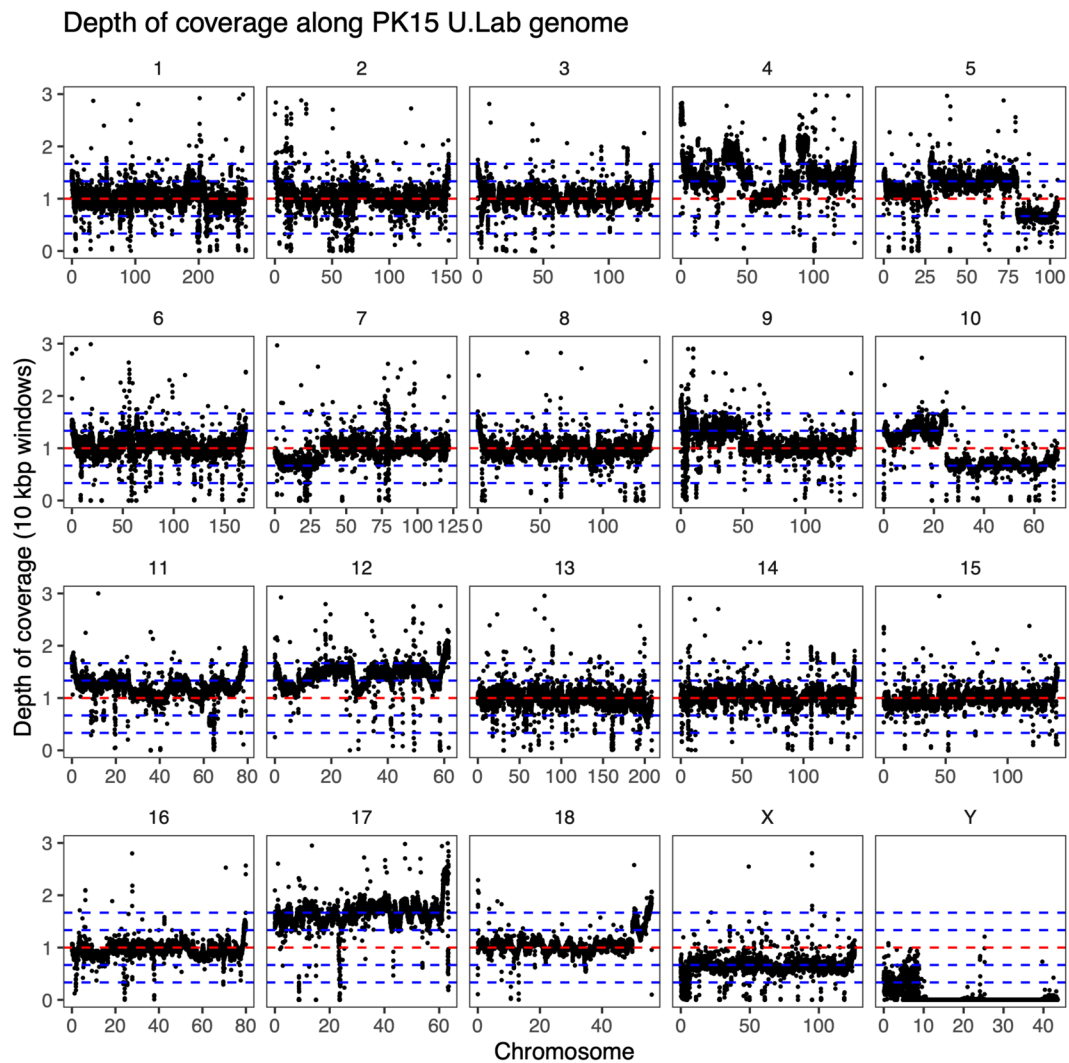 Depth of coverage along PK15 U.Lab genome
1 2 3 4 5
3
2
1
0
0 100 200 0 50 100 150 0 50 100 0 50 100 0 25 50 75 100
6 7 8 9 10
3
2
1
0
0 50 100 150 0 25 50 75 100 125 0 50 100 0 50 100 0 20 40 60
11 12 13 14 15
3
2
1
0
0 20 40 60 80 0 20 40 60 0 50 100 150 200 0 50 100 0 50 100
16 17 18 X Y
3
2
1
0
0 20 40 60 80 0 20 40 60 0 20 40 0 50 100 0 10 20 30 40
Depth of coverage (10 kbp windows)
Chromosome